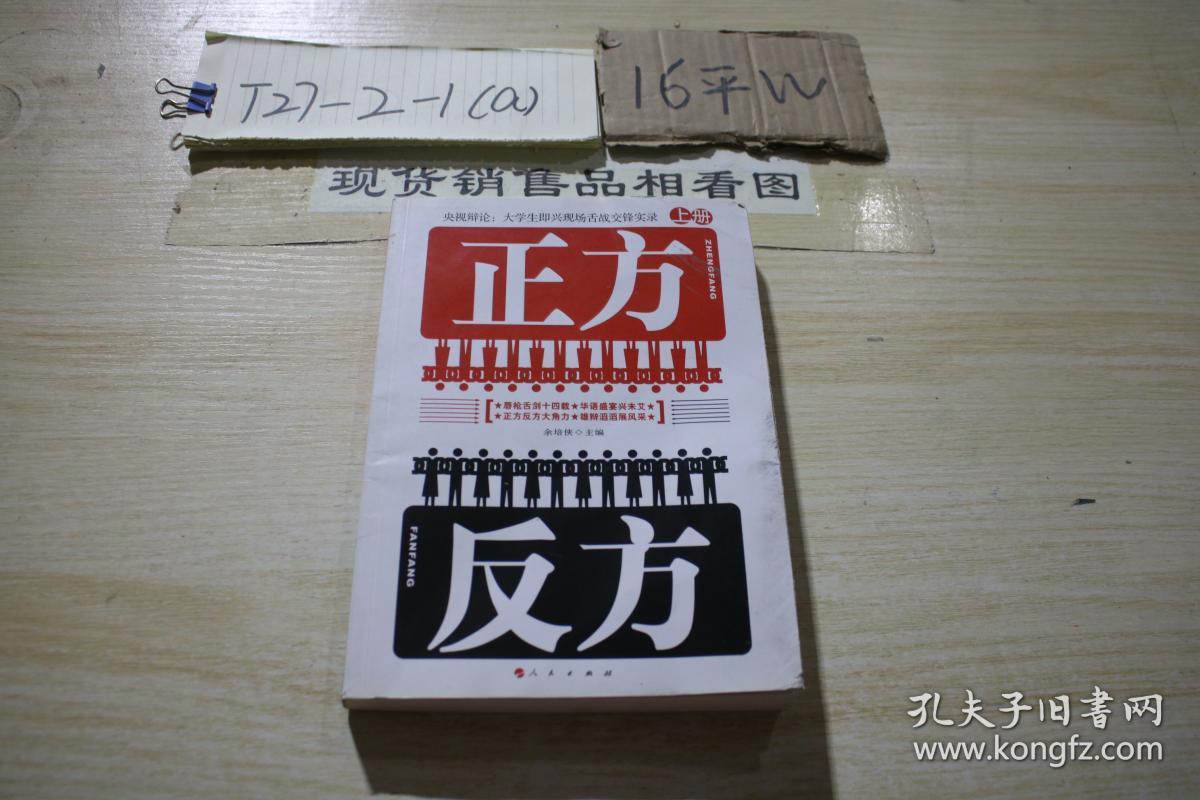 T27-2-1(a)
16平W
现货销售品相看图
央视辩论：大学生即兴现场舌战交锋实录 上册
正方
ZHENGFANG
★唇枪舌剑十四载★华语盛宴兴未艾★
★正方反方大角力★雄辩滔滔展风采★
余培侠◇主编
FANFANG
反方
人民出版社
孔夫子旧書网
www.kongfz.com